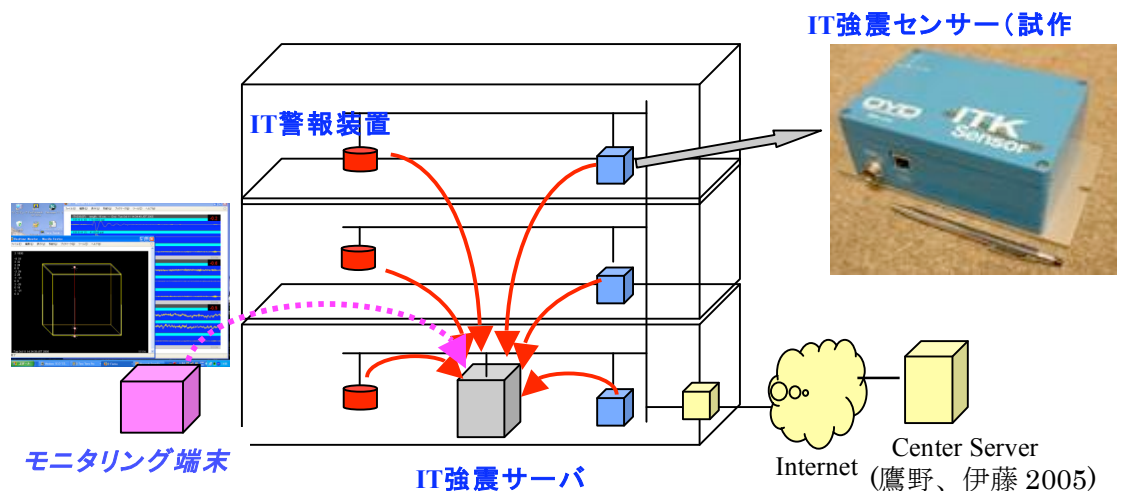 IT強震センサー(試作
IT警報装置
OYO
ITK
Sensor
モニタリング端末
IT強震サーバ
Internet
Center Server
(鷹野、伊藤 2005)